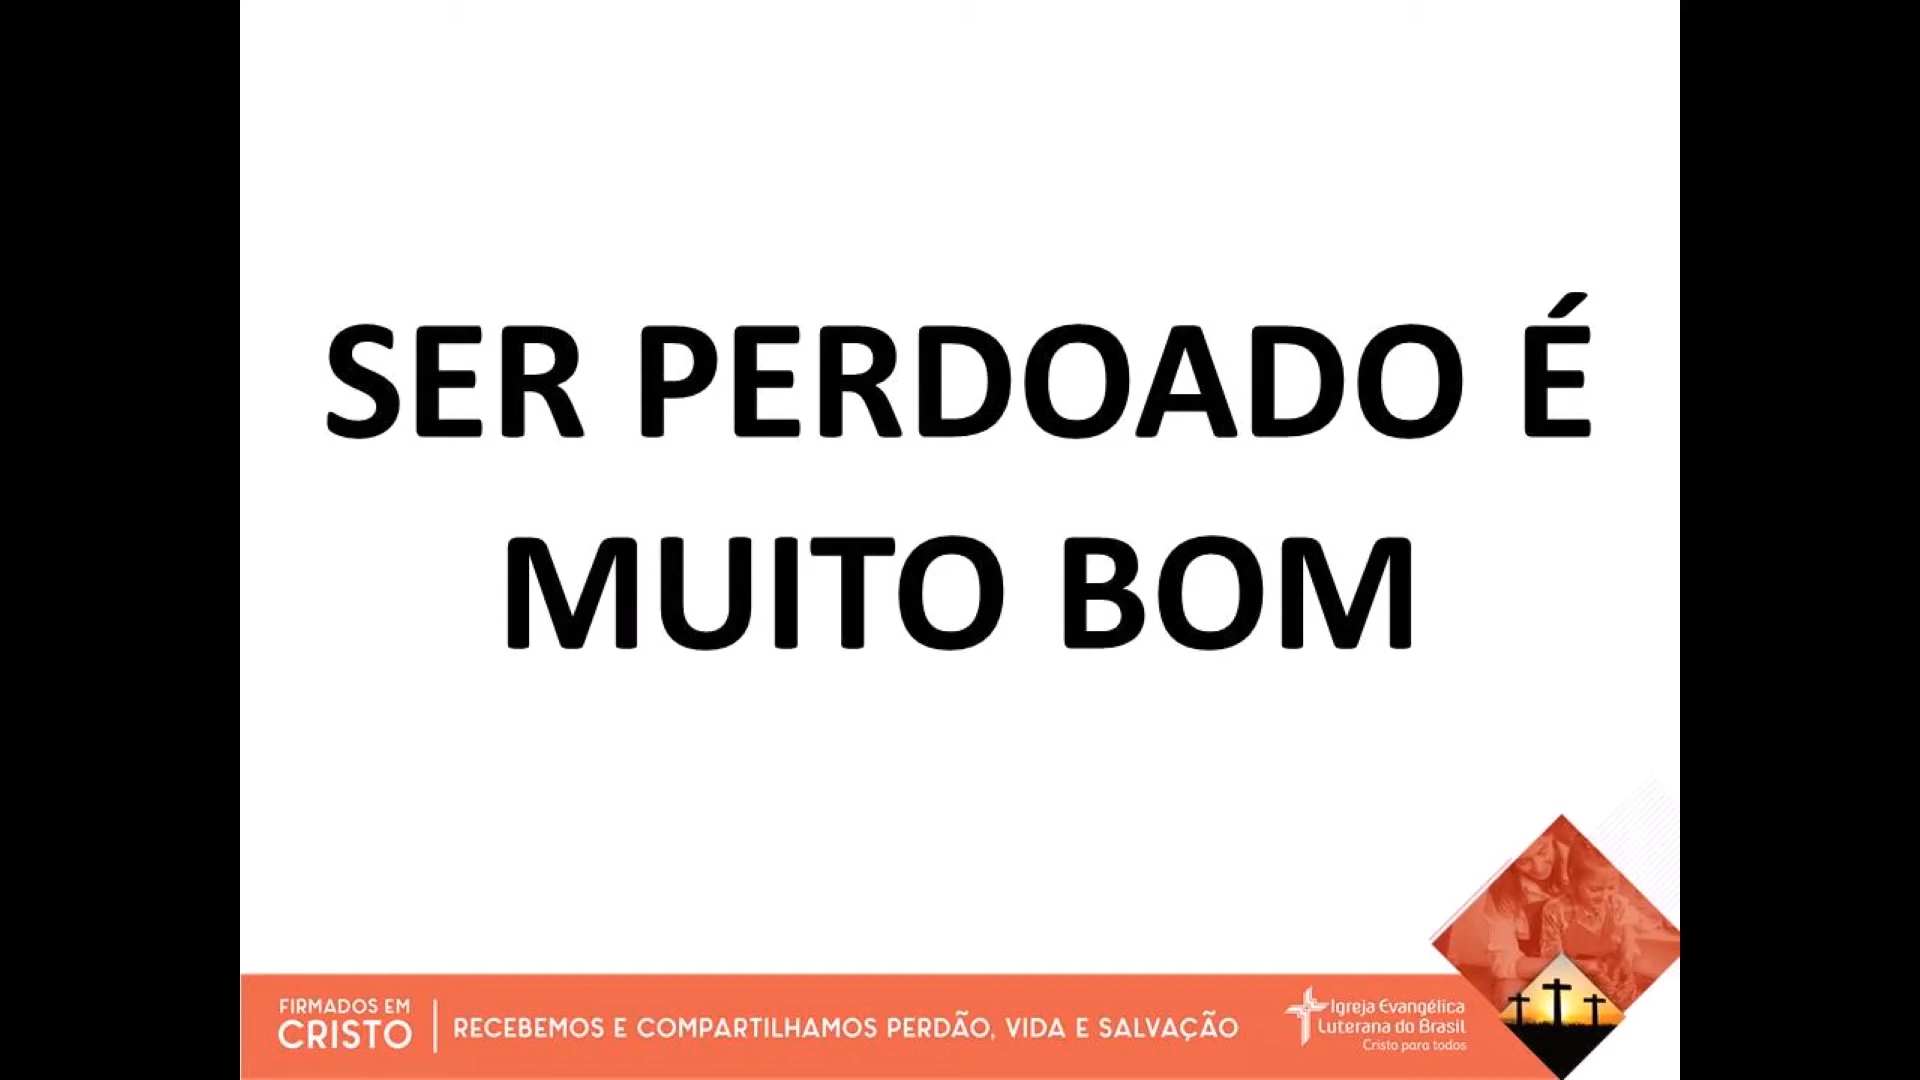 SER PERDOADO É
MUITO BOM
FIRMADOS EM
CRISTO
RECEBEMOS E COMPARTILHAMOS PERDÃO, VIDA E SALVAÇÃO
Igreja Evangélica
Luterana do Brasil
Cristo para todos